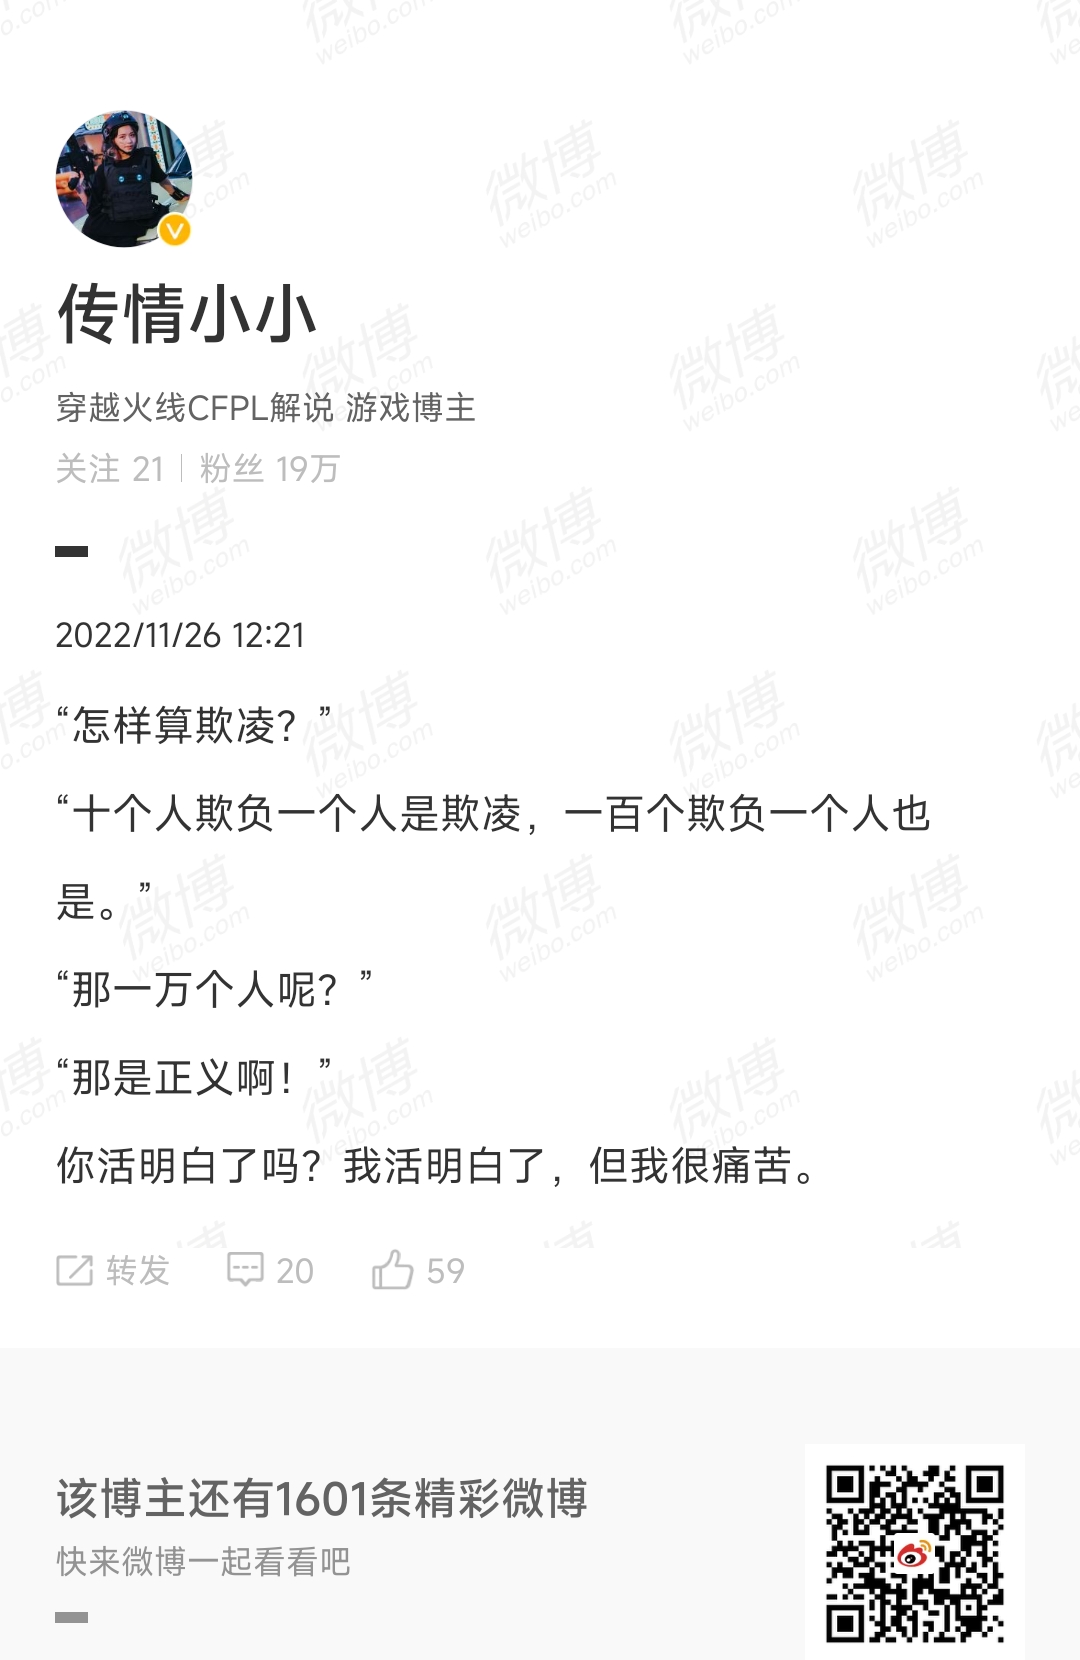 传情小小
穿越火线CFPL解说 游戏博主
关注 21 | 粉丝 19万
2022/11/26 12:21
“怎样算欺凌？”
“十个人欺负一个人是欺凌，一百个欺负一个人也
是。”
“那一万个人呢？”
“那是正义啊！”
你活明白了吗？我活明白了，但我很痛苦。
转发 20 59
该博主还有1601条精彩微博
快来微博一起看看吧
微博
weibo.com